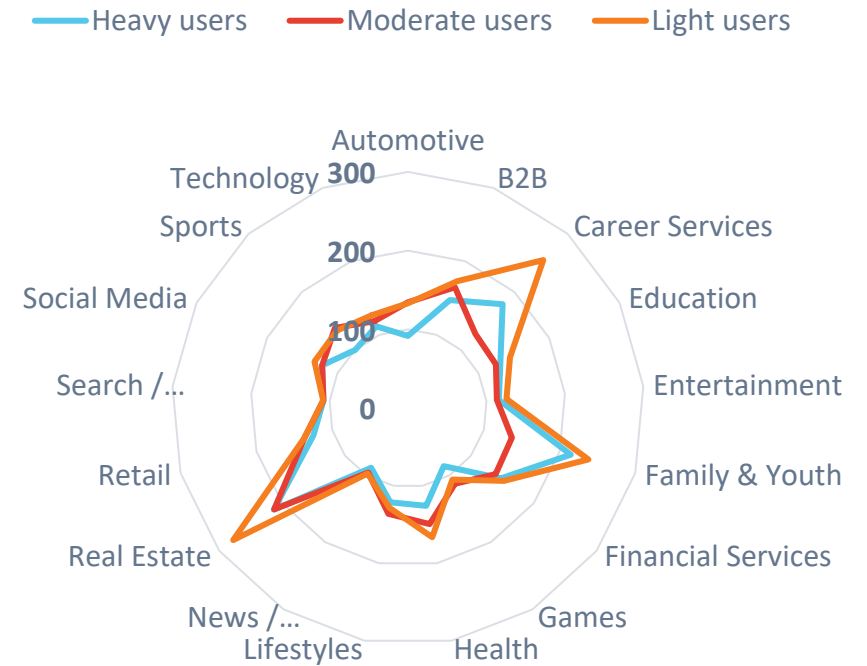 Heavy users Moderate users Light users
Automotive
B2B
Career Services
Education
Entertainment
Family & Youth
Financial Services
Games
Health
Lifestyles
News /...
Real Estate
Retail
Search /...
Social Media
Sports
Technology
300
200
100
0